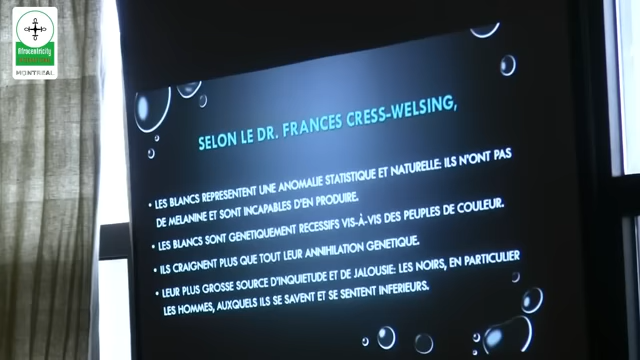 Afrocentricity
MONTREAL
SELON LE DR. FRANCES CRESS-WELSING,
• LES BLANCS REPRESENTENT UNE ANOMALIE STATISTIQUE ET NATURELLE: ILS N'ONT PAS
DE MELANINE ET SONT INCAPABLES D'EN PRODUIRE.
• LES BLANCS SONT GENETIQUEMENT RECESSIFS VIS-À-VIS DES PEUPLES DE COULEUR.
• ILS CRAIGNENT PLUS QUE TOUT LEUR ANNIHILATION GENETIQUE.
• LEUR PLUS GROSSE SOURCE D'INQUIETUDE ET DE JALOUSIE: LES NOIRS, EN PARTICULIER
LES HOMMES, AUXQUELS ILS SE SAVENT ET SE SENTENT INFERIEURS.